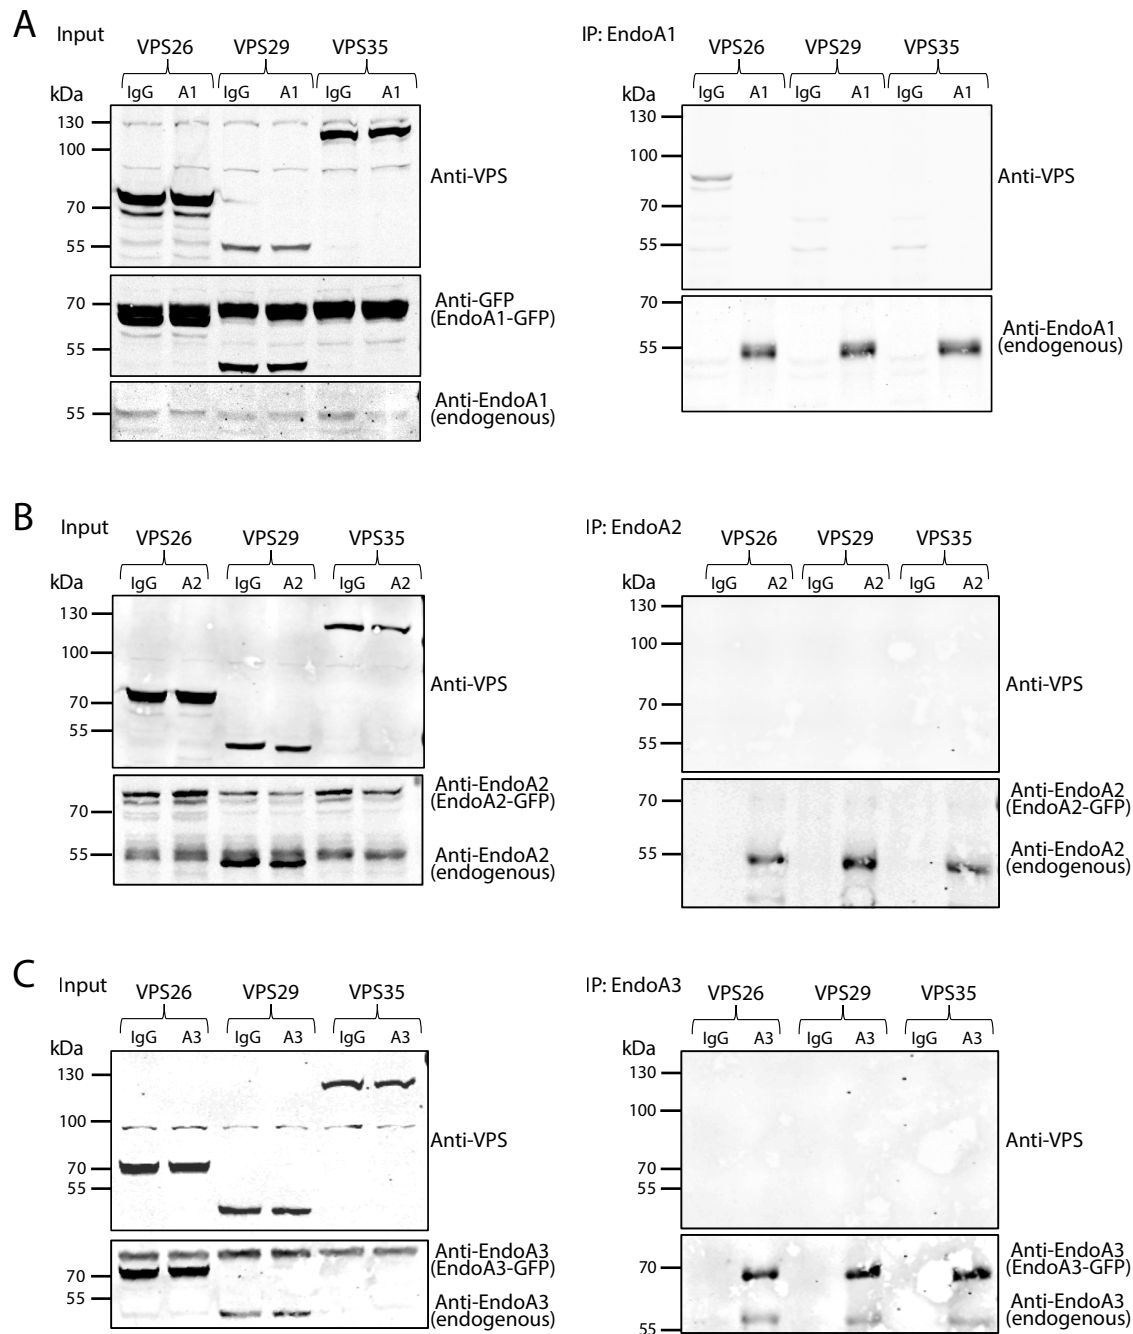 A
Input
VPS26 VPS29 VPS35
IgG A1 IgG A1 IgG A1
kDa
130
100
70
55
Anti-VPS
70
55
Anti-GFP
(EndoA1-GFP)
55
Anti-EndoA1
(endogenous)
IP: EndoA1
VPS26 VPS29 VPS35
IgG A1 IgG A1 IgG A1
kDa
130
100
70
55
Anti-VPS
70
55
Anti-EndoA1
(endogenous)
B
Input
VPS26 VPS29 VPS35
IgG A2 IgG A2 IgG A2
kDa
130
100
70
55
Anti-VPS
70
55
Anti-EndoA2
(EndoA2-GFP)
Anti-EndoA2
(endogenous)
IP: EndoA2
VPS26 VPS29 VPS35
IgG A2 IgG A2 IgG A2
kDa
130
100
70
55
Anti-VPS
70
55
Anti-EndoA2
(EndoA2-GFP)
Anti-EndoA2
(endogenous)
C
Input
VPS26 VPS29 VPS35
IgG A3 IgG A3 IgG A3
kDa
130
100
70
55
Anti-VPS
70
55
Anti-EndoA3
(EndoA3-GFP)
Anti-EndoA3
(endogenous)
IP: EndoA3
VPS26 VPS29 VPS35
IgG A3 IgG A3 IgG A3
kDa
130
100
70
55
Anti-VPS
70
55
Anti-EndoA3
(EndoA3-GFP)
Anti-EndoA3
(endogenous)